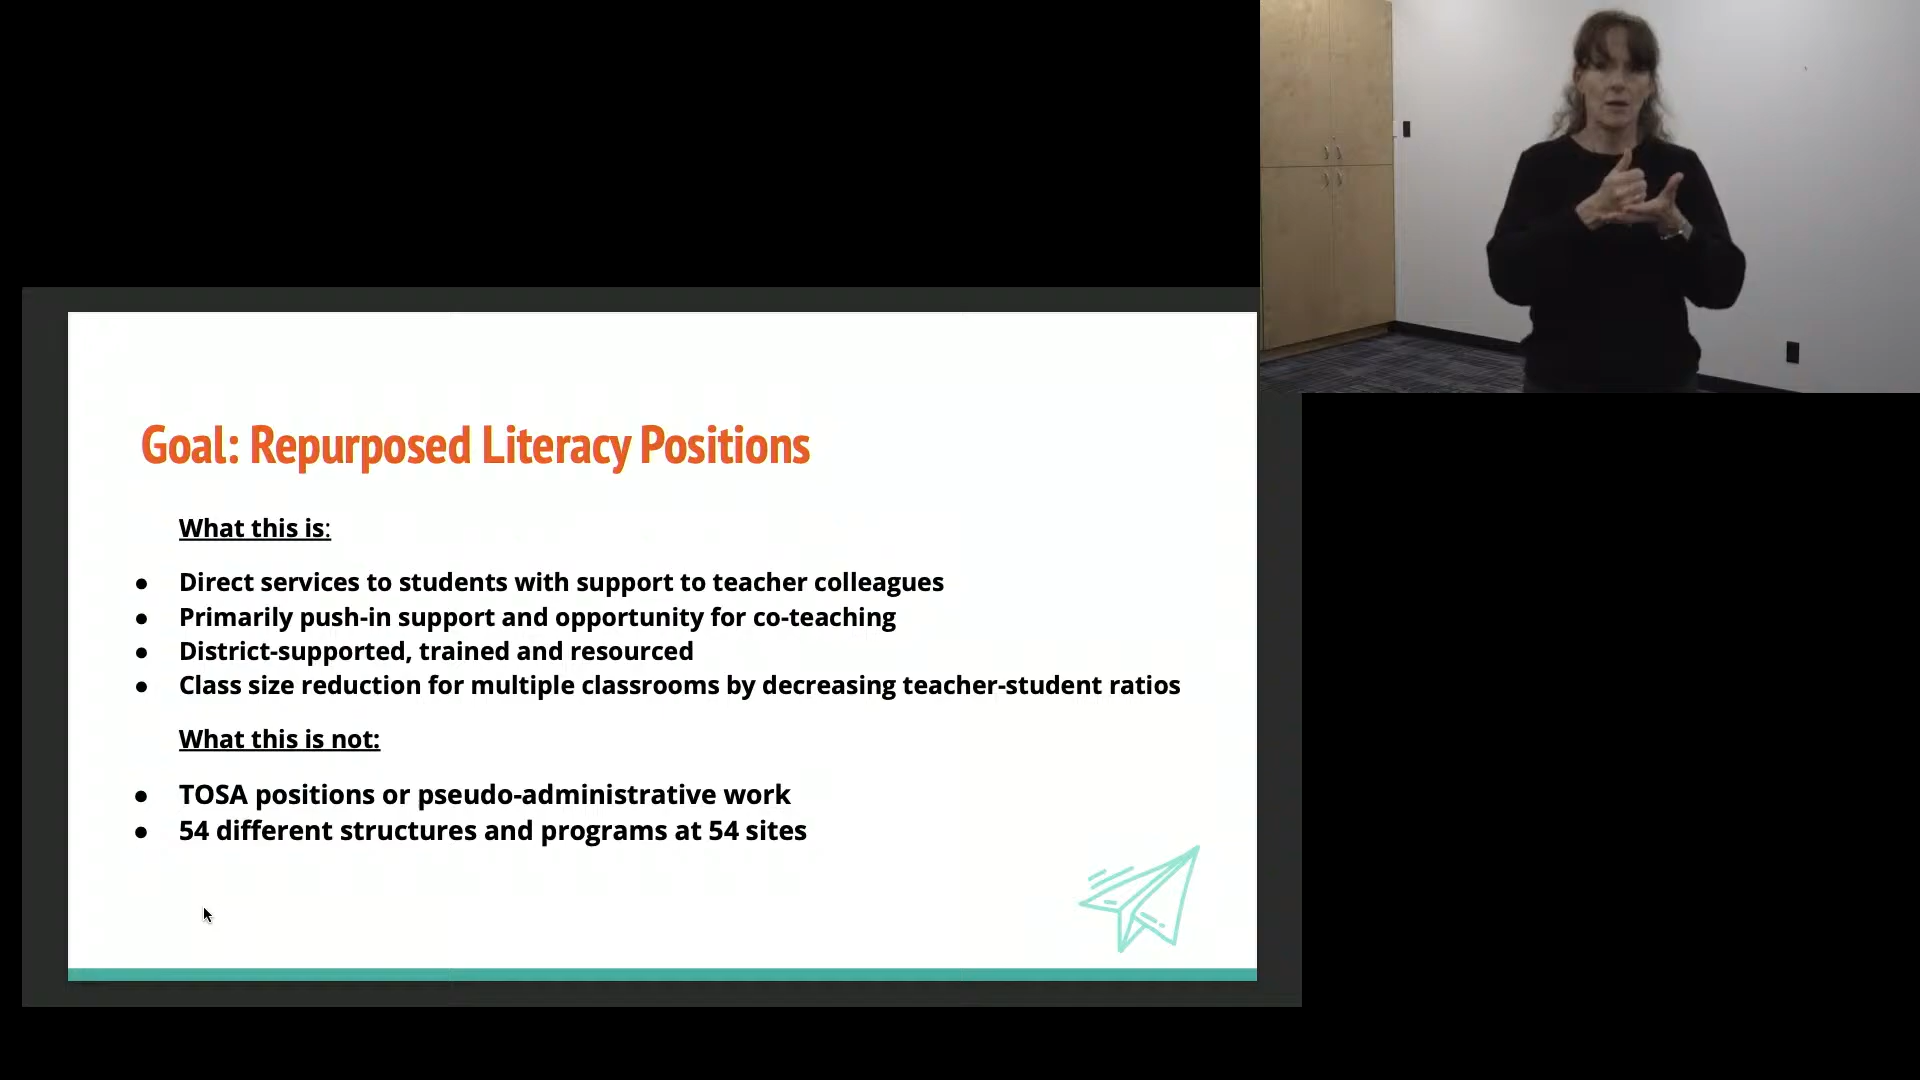 Goal: Repurposed Literacy Positions
What this is:
● Direct services to students with support to teacher colleagues
● Primarily push-in support and opportunity for co-teaching
● District-supported, trained and resourced
● Class size reduction for multiple classrooms by decreasing teacher-student ratios
What this is not:
● TOSA positions or pseudo-administrative work
● 54 different structures and programs at 54 sites